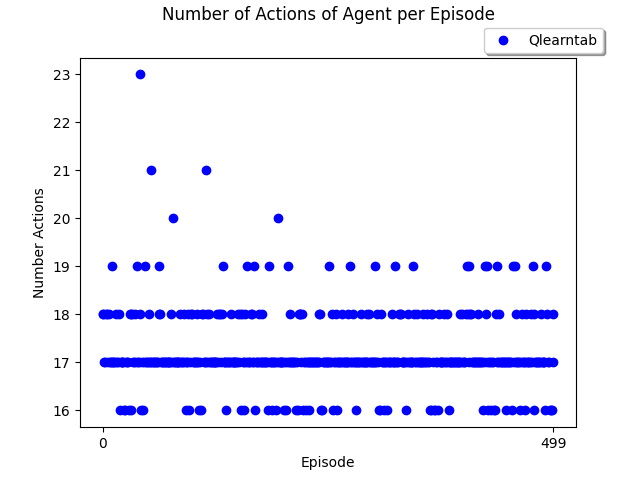 Number of Actions of Agent per Episode
Qlearntab
23
22
21
20
19
18
17
16
Number Actions
0
499
Episode